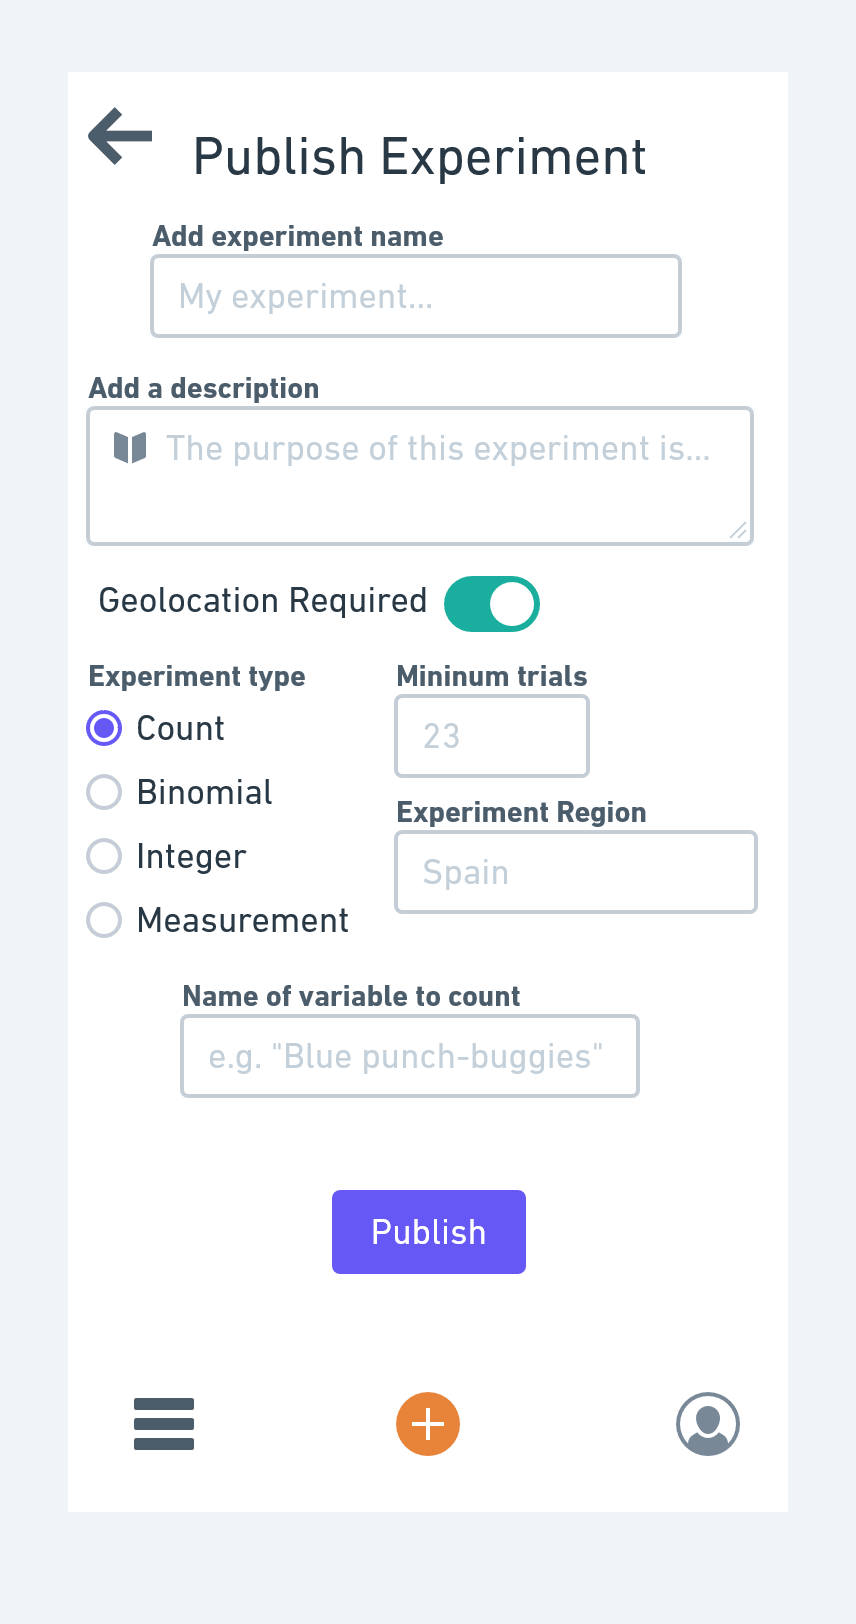 Publish Experiment
Add experiment name
My experiment...
Add a description
The purpose of this experiment is...
Geolocation Required
Experiment type
Count
Binomial
Integer
Measurement
Mininum trials
23
Experiment Region
Spain
Name of variable to count
e.g. "Blue punch-buggies"
Publish